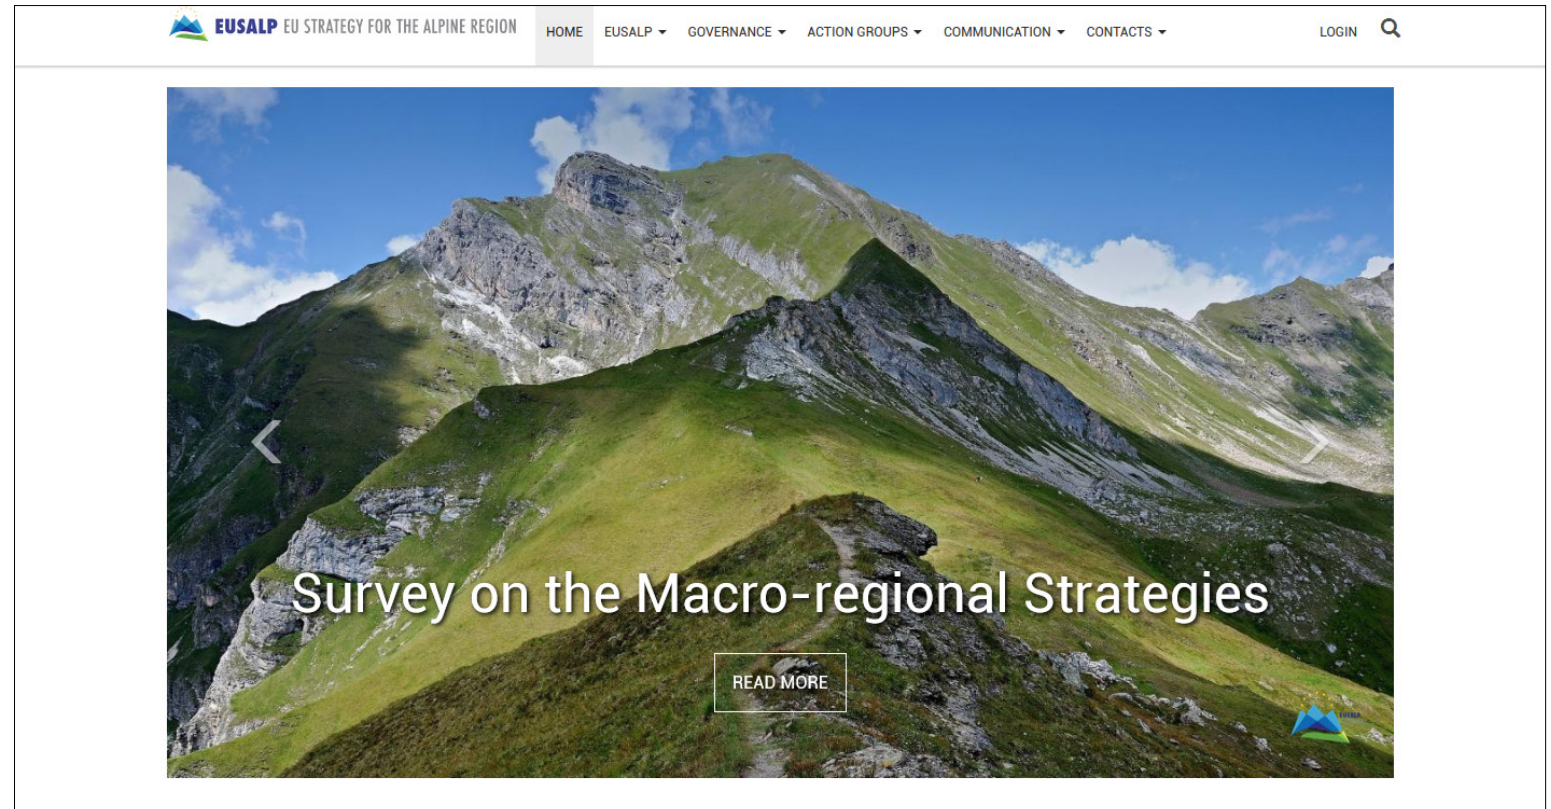 EUSALP EU STRATEGY FOR THE ALPINE REGION HOME EUSALP GOVERNANCE ACTION GROUPS COMMUNICATION CONTACTS LOGIN
Survey on the Macro-regional Strategies
READ MORE
EUSALP